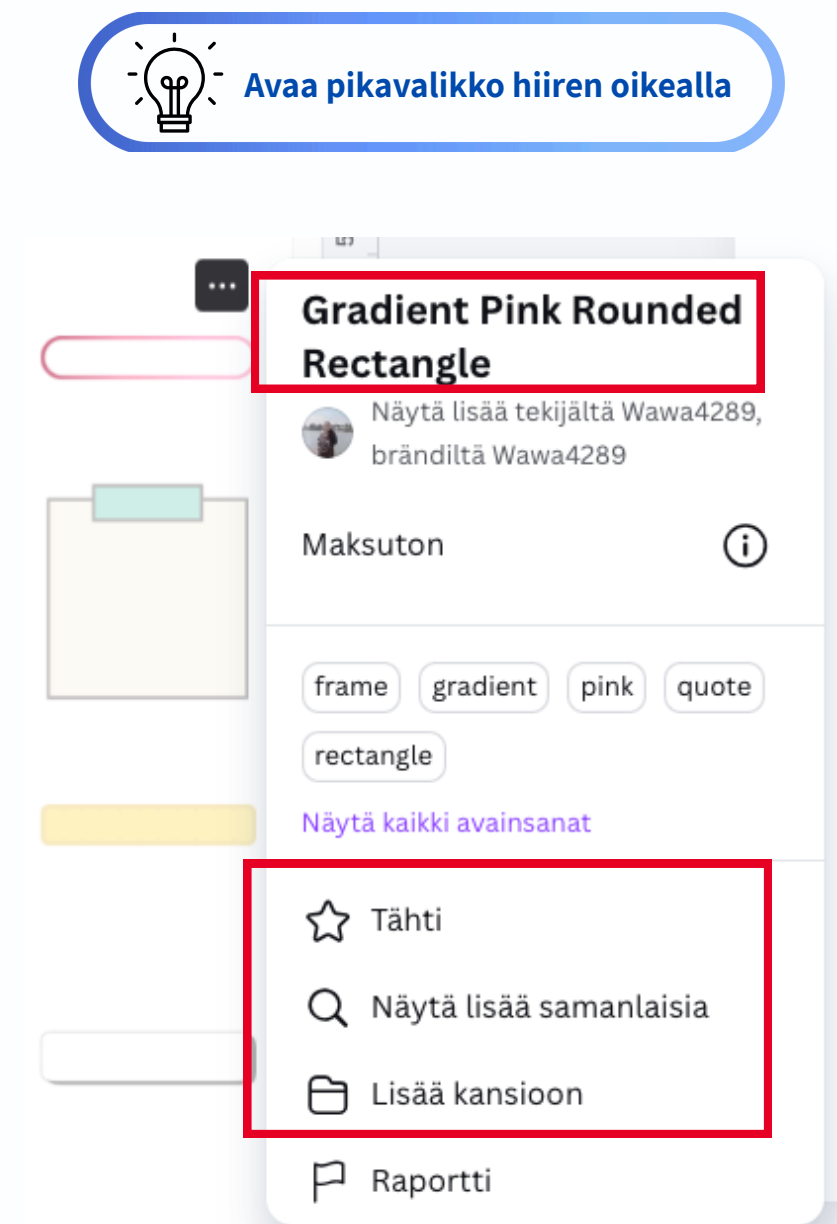 Avaa pikavalikko hiiren oikealla
Gradient Pink Rounded
Rectangle
Näytä lisää tekijältä Wawa4289,
brändiltä Wawa4289
Maksuton
frame gradient pink quote
rectangle
Näytä kaikki avainsanat
Tähti
Näytä lisää samanlaisia
Lisää kansioon
Raportti